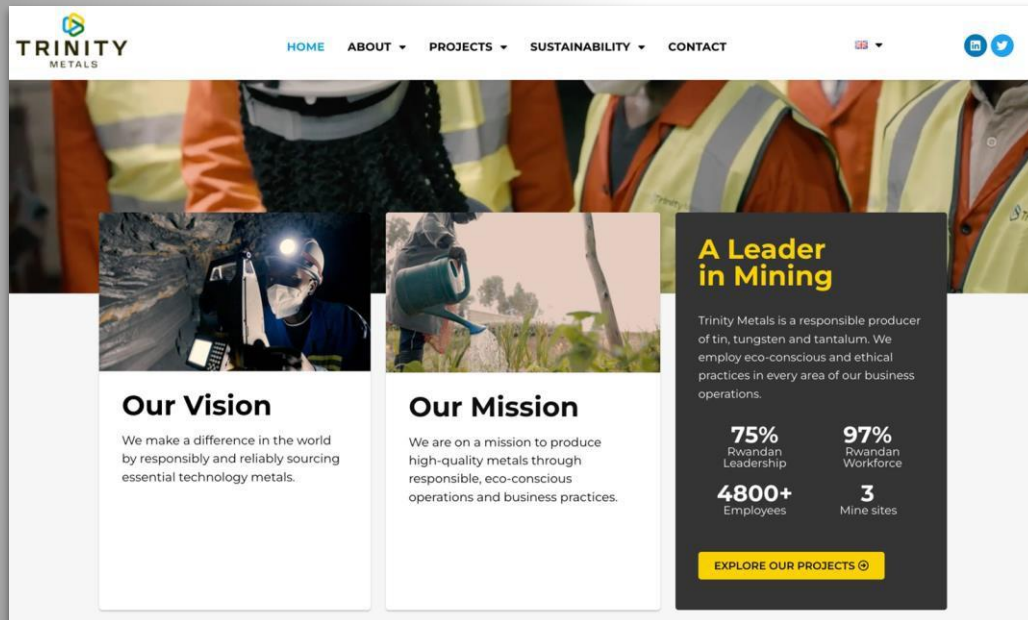 TRINITY
METALS
HOME ABOUT PROJECTS SUSTAINABILITY CONTACT
in
Our Vision
We make a difference in the world
by responsibly and reliably sourcing
essential technology metals.
Our Mission
We are on a mission to produce
high-quality metals through
responsible, eco-conscious
operations and business practices.
A Leader
in Mining
Trinity Metals is a responsible producer
of tin, tungsten and tantalum. We
employ eco-conscious and ethical
practices in every area of our business
operations.
75% 97%
Rwandan Rwandan
Leadership Workforce
4800+ 3
Employees Mine sites
EXPLORE OUR PROJECTS